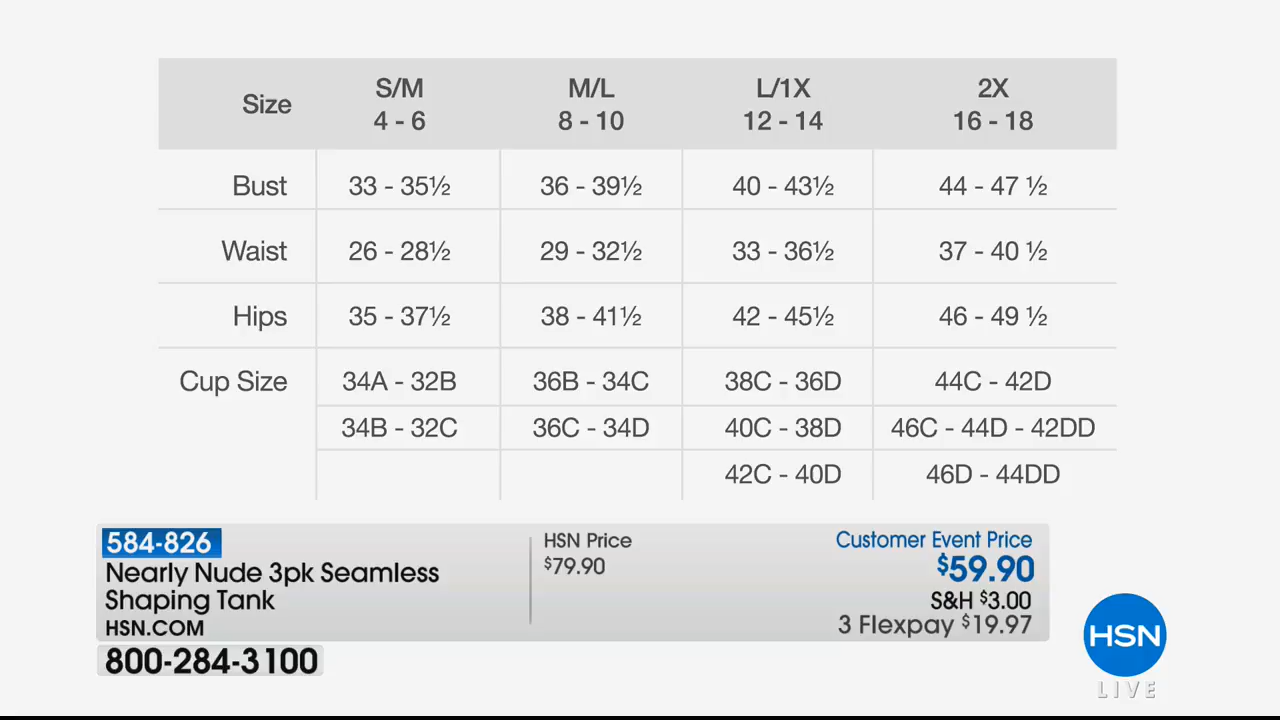 Size S/M M/L L/1X 2X
4 - 6 8 - 10 12 - 14 16 - 18
Bust 33 - 35½ 36 - 39½ 40 - 43½ 44 - 47 ½
Waist 26 - 28½ 29 - 32½ 33 - 36½ 37 - 40 ½
Hips 35 - 37½ 38 - 41½ 42 - 45½ 46 - 49 ½
Cup Size 34A - 32B 36B - 34C 38C - 36D 44C - 42D
34B - 32C 36C - 34D 40C - 38D 46C - 44D - 42DD
42C - 40D 46D - 44DD
584-826
Nearly Nude 3pk Seamless
Shaping Tank
HSN.COM
800-284-3100
HSN Price
$79.90
Customer Event Price
$59.90
S&H $3.00
3 Flexpay $19.97
HSN
LIVE